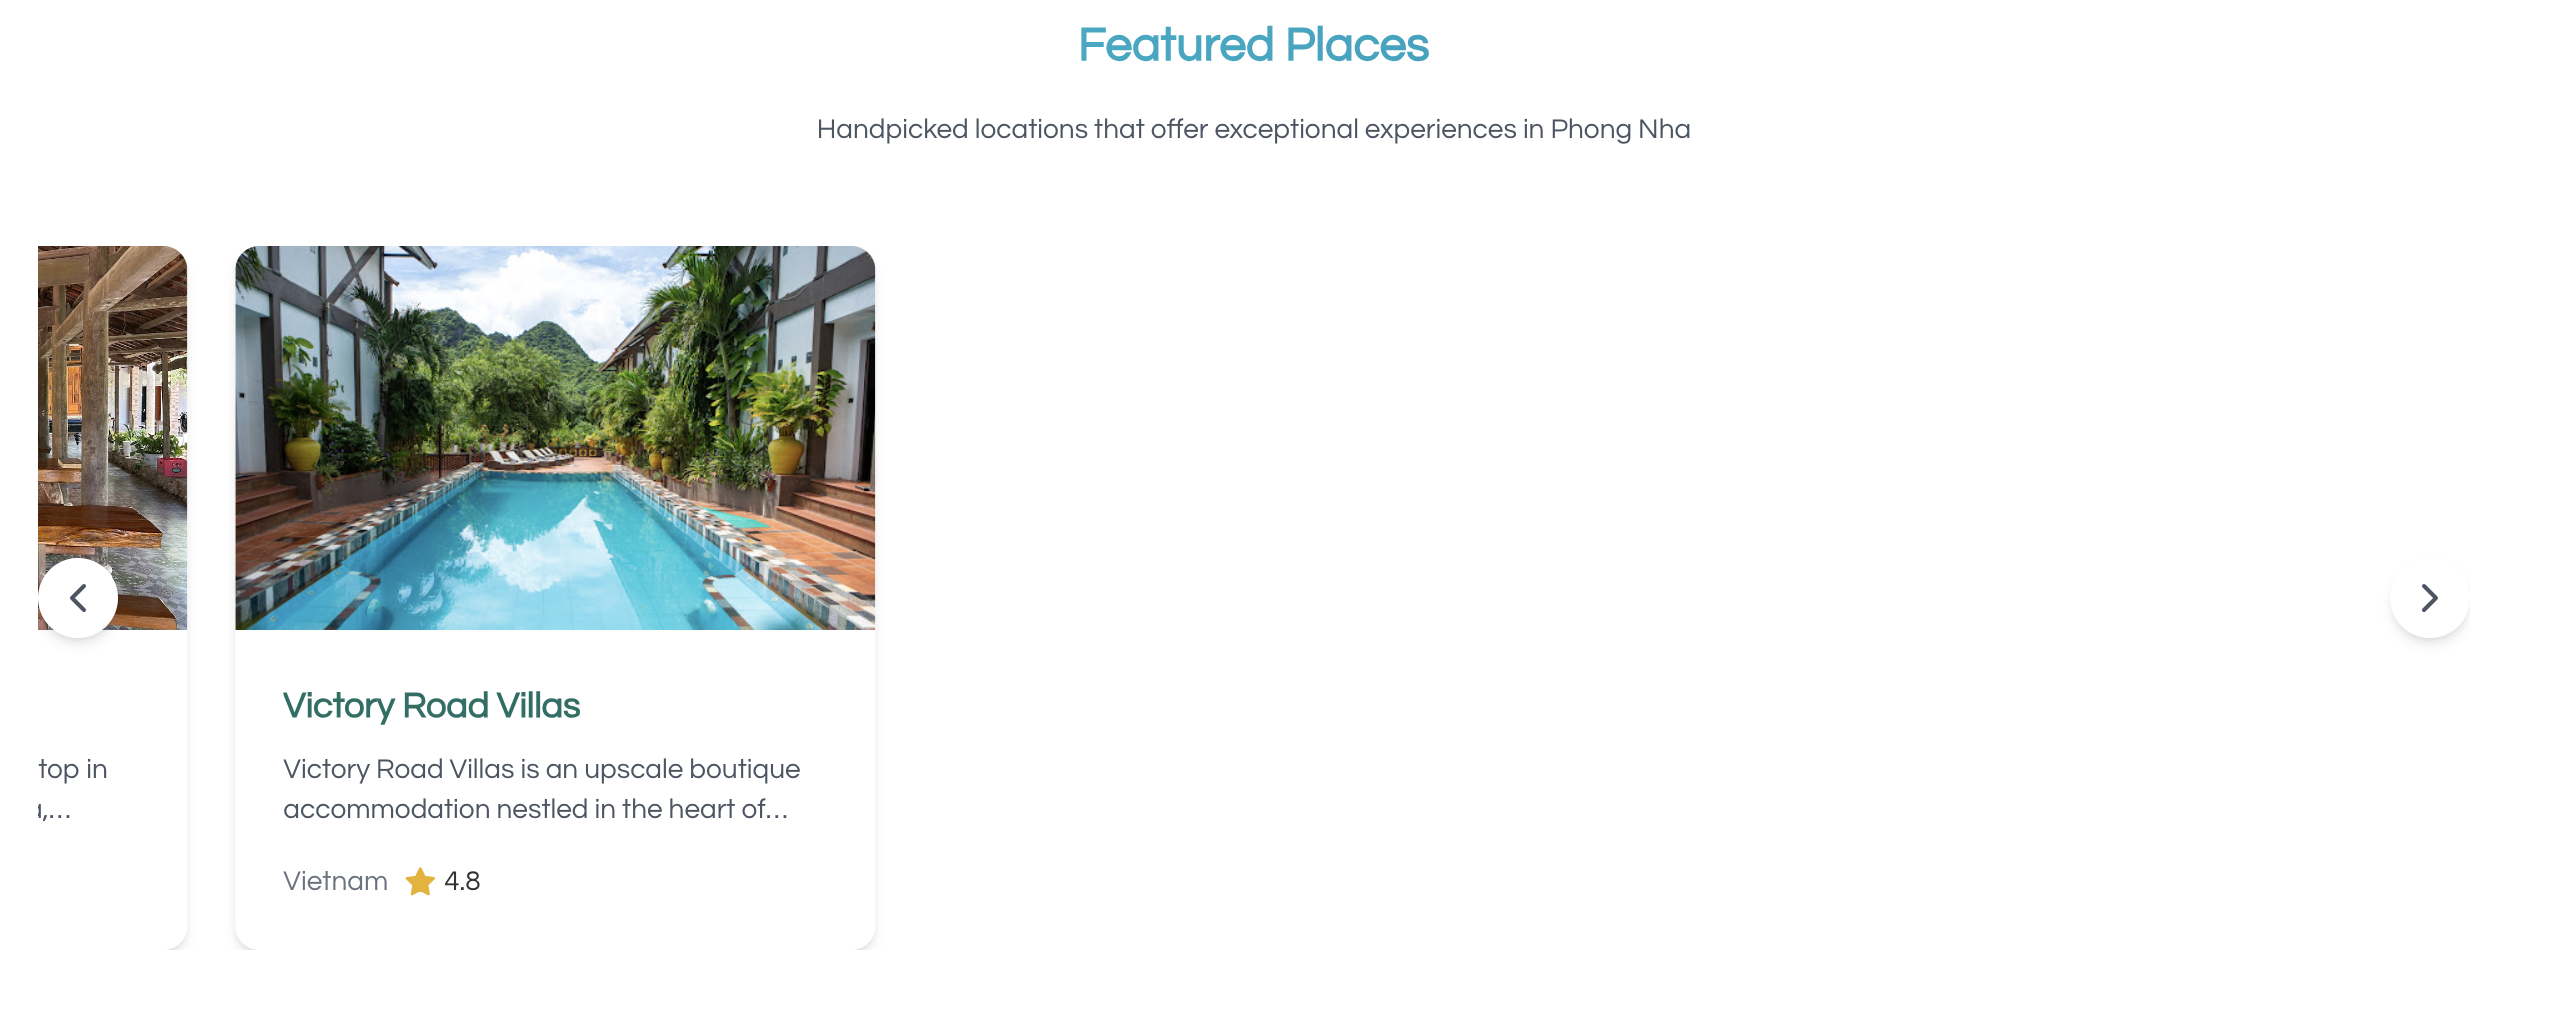 Featured Places
Handpicked locations that offer exceptional experiences in Phong Nha
top in
,...
Victory Road Villas
Victory Road Villas is an upscale boutique
accommodation nestled in the heart of...
Vietnam 4.8